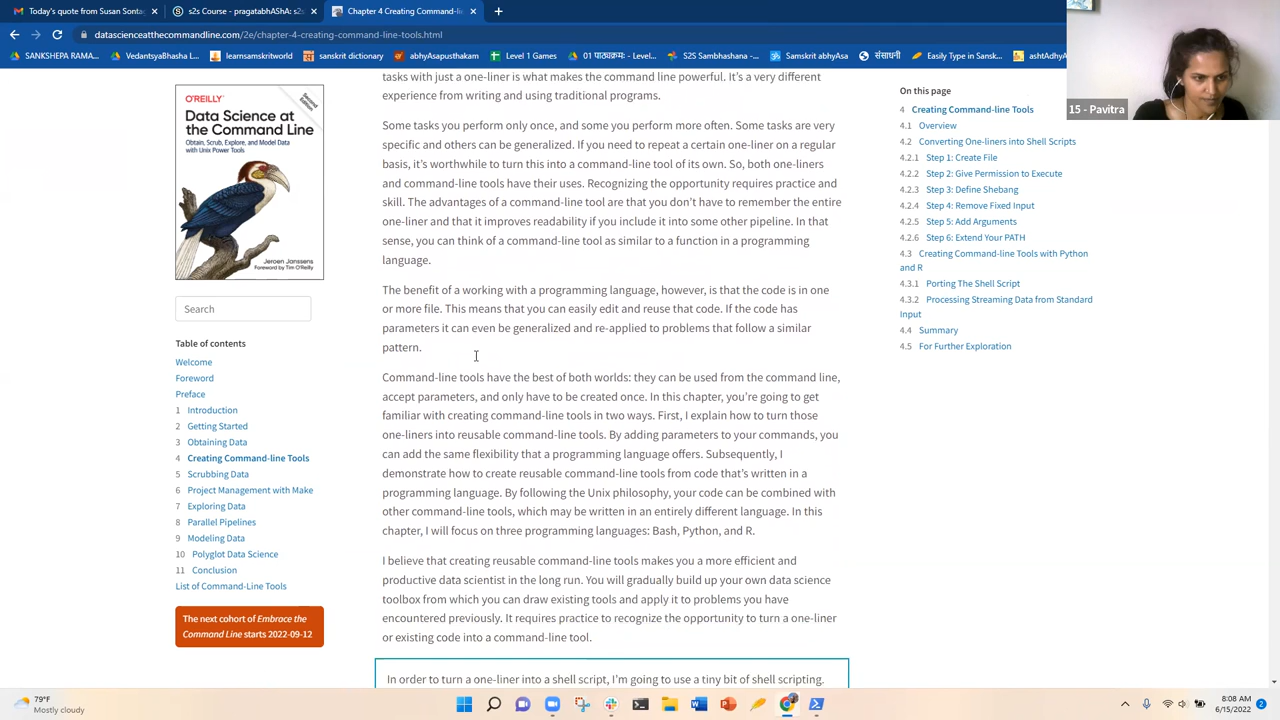 Today's quote from Susan
s2s Pair programming
Chapter 4 Creating Command-lin
datascienceatthecommandline.com/2e/chapter-4-creating-command-line-tools.html
SANKSHEPA RAMA...
VedantsyaBhasha L...
learnsamskritworld
sanskrit dictionary
abhyAsapustakam
Level 1 Games
01 पाठ्यक्रमः - Level...
S2S Sambhashana -...
Sanskrit abhyAsa
संसाधनी
Easily Type in Sansk...
15 - Pavitra
O'REILLY®
Second Edition
Data Science at
the Command Line
Obtain, Scrub, Explore, and Model Data
with Unix Power Tools
Jeroen Janssens
Foreword by Tim O'Reilly
Search
Table of contents
Welcome
Foreword
Preface
1 Introduction
2 Getting Started
3 Obtaining Data
4 Creating Command-line Tools
5 Scrubbing Data
6 Project Management with Make
7 Exploring Data
8 Parallel Pipelines
9 Modeling Data
10 Polyglot Data Science
11 Conclusion
List of Command-Line Tools
The next cohort of Embrace the
Command Line starts 2022-09-12
tasks with just a one-liner is what makes the command line powerful. It's a very different
experience from writing and using traditional programs.
Some tasks you perform only once, and some you perform more often. Some tasks are very
specific and others can be generalized. If you need to repeat a certain one-liner on a regular
basis, it's worthwhile to turn this into a command-line tool of its own. So, both one-liners
and command-line tools have their uses. Recognizing the opportunity requires practice and
skill. The advantages of a command-line tool are that you don't have to remember the entire
one-liner and that it improves readability if you include it into some other pipeline. In that
sense, you can think of a command-line tool as similar to a function in a programming
language.
The benefit of a working with a programming language, however, is that the code is in one
or more file. This means that you can easily edit and reuse that code. If the code has
parameters it can even be generalized and re-applied to problems that follow a similar
pattern.
Command-line tools have the best of both worlds: they can be used from the command line,
accept parameters, and only have to be created once. In this chapter, you're going to get
familiar with creating command-line tools in two ways. First, I explain how to turn those
one-liners into reusable command-line tools. By adding parameters to your commands, you
can add the same flexibility that a programming language offers. Subsequently, I
demonstrate how to create reusable command-line tools from code that's written in a
programming language. By following the Unix philosophy, your code can be combined with
other command-line tools, which may be written in an entirely different language. In this
chapter, I will focus on three programming languages: Bash, Python, and R.
I believe that creating reusable command-line tools makes you a more efficient and
productive data scientist in the long run. You will gradually build up your own data science
toolbox from which you can draw existing tools and apply it to problems you have
encountered previously. It requires practice to recognize the opportunity to turn a one-liner
or existing code into a command-line tool.
In order to turn a one-liner into a shell script, I'm going to use a tiny bit of shell scripting.
On this page
4 Creating Command-line Tools
4.1 Overview
4.2 Converting One-liners into Shell Scripts
4.2.1 Step 1: Create File
4.2.2 Step 2: Give Permission to Execute
4.2.3 Step 3: Define Shebang
4.2.4 Step 4: Remove Fixed Input
4.2.5 Step 5: Add Arguments
4.2.6 Step 6: Extend Your PATH
4.3 Creating Command-line Tools with Python
and R
4.3.1 Porting The Shell Script
4.3.2 Processing Streaming Data from Standard
Input
4.4 Summary
4.5 For Further Exploration
79°F
Mostly cloudy
8:08 AM
6/15/2022
2